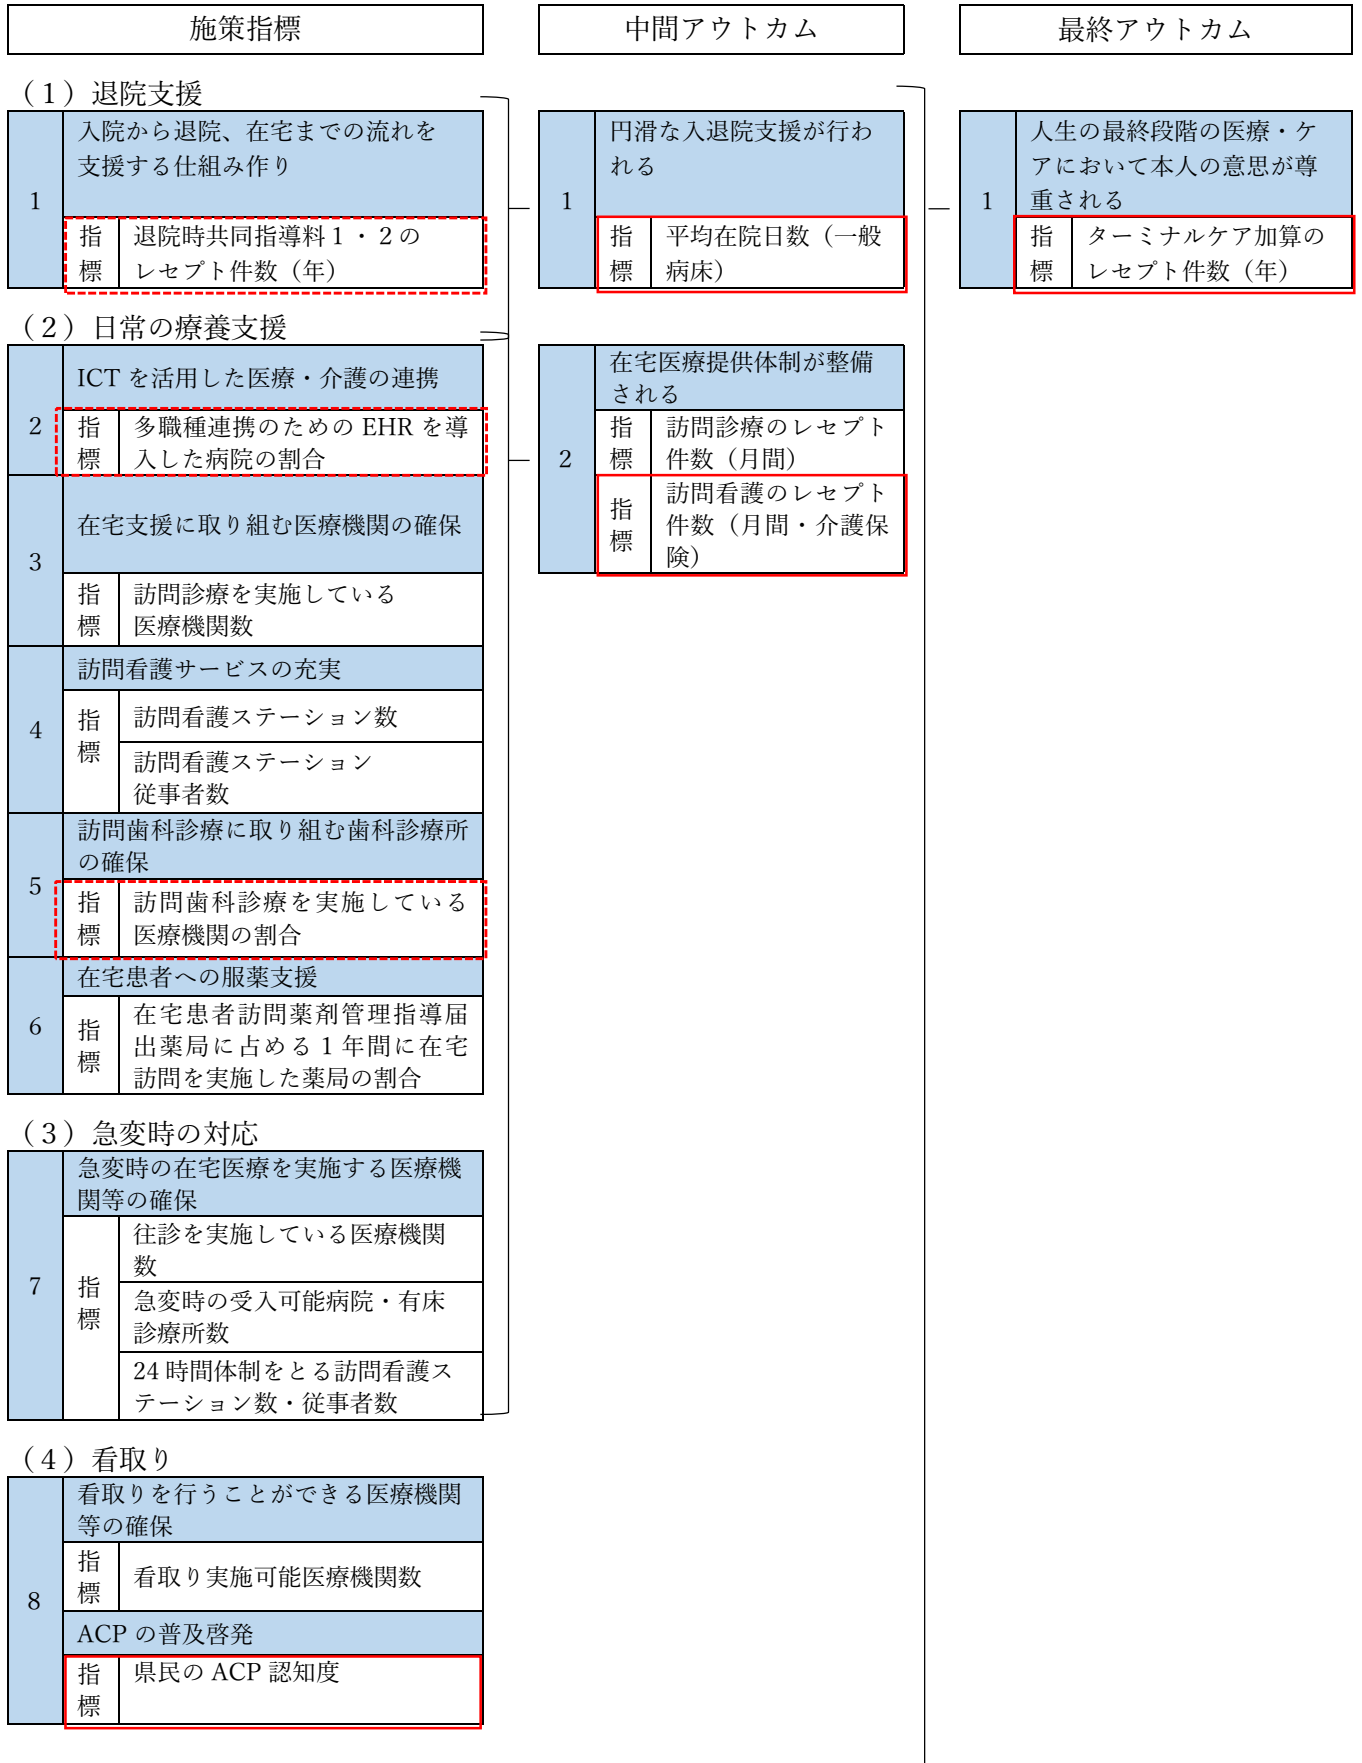 施策指標
中間アウトカム
最終アウトカム
（１）退院支援
1
入院から退院、在宅までの流れを
支援する仕組み作り
指
標
退院時共同指導料１・２の
レセプト件数（年）
（２）日常の療養支援
2
ICT を活用した医療・介護の連携
指
標
多職種連携のための EHR を導
入した病院の割合
3
在宅支援に取り組む医療機関の確保
指
標
訪問診療を実施している
医療機関数
4
訪問看護サービスの充実
指
標
訪問看護ステーション数
訪問看護ステーション
従事者数
5
訪問歯科診療に取り組む歯科診療所
の確保
指
標
訪問歯科診療を実施している
医療機関の割合
6
在宅患者への服薬支援
指
標
在宅患者訪問薬剤管理指導届
出薬局に占める１年間に在宅
訪問を実施した薬局の割合
（３）急変時の対応
7
急変時の在宅医療を実施する医療機
関等の確保
指
標
往診を実施している医療機関
数
急変時の受入可能病院・有床
診療所数
24 時間体制をとる訪問看護ス
テーション数・従事者数
（４）看取り
8
看取りを行うことができる医療機関
等の確保
指
標
看取り実施可能医療機関数
ACP の普及啓発
指
標
県民の ACP 認知度
1
円滑な入退院支援が行わ
れる
指
標
平均在院日数（一般
病床）
2
在宅医療提供体制が整備
される
指
標
訪問診療のレセプト
件数（月間）
指
標
訪問看護のレセプト
件数（月間・介護保
険）
1
人生の最終段階の医療・ケ
アにおいて本人の意思が尊
重される
指
標
ターミナルケア加算の
レセプト件数（年）